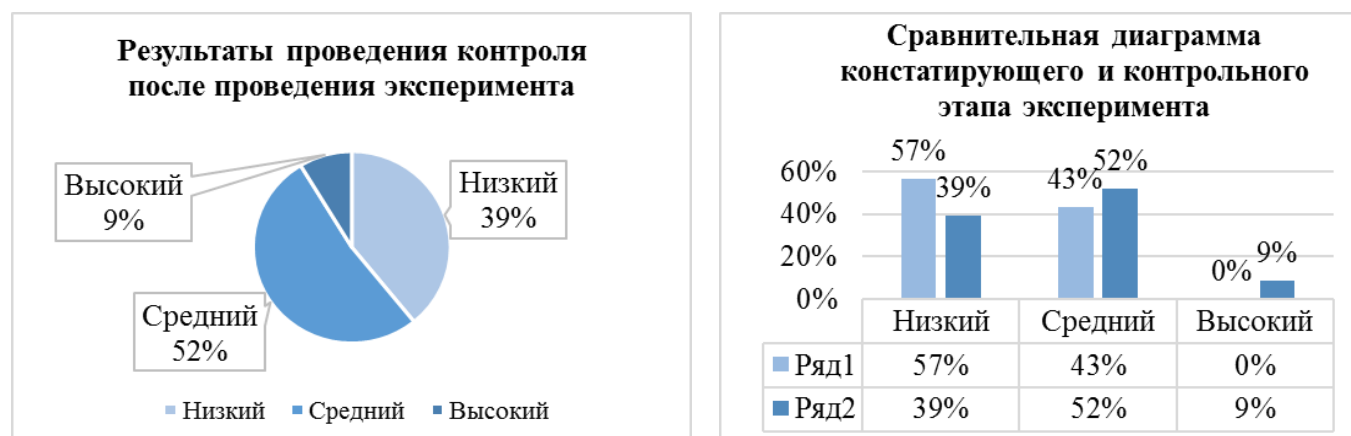 Результаты проведения контроля
после проведения эксперимента
Высокий
9%
Низкий
39%
Средний
52%
Низкий Средний Высокий
Сравнительная диаграмма
констатирующего и контрольного
этапа эксперимента
57%
39%
43%
52%
0%
9%
60%
40%
20%
0%
Низкий Средний Высокий
Ряд1 57% 43% 0%
Ряд2 39% 52% 9%